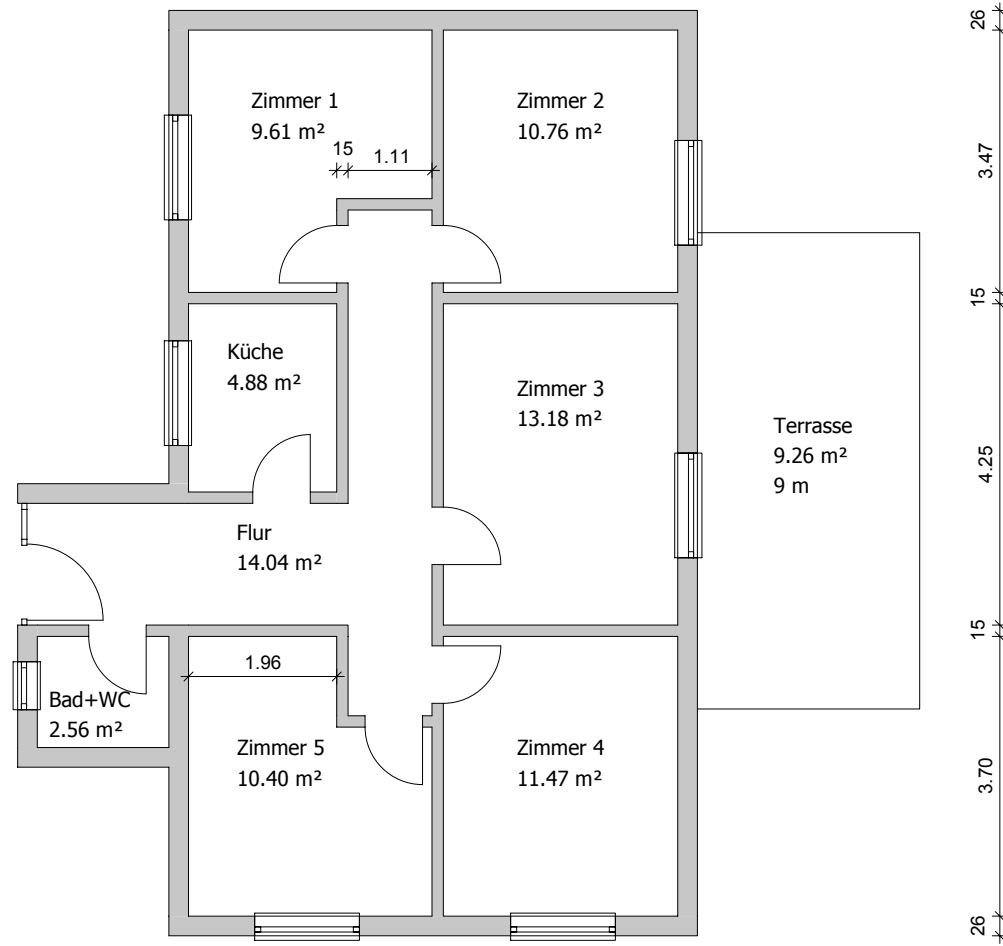 Zimmer 1
9.61 m²
Zimmer 2
10.76 m²
15
1.11
Küche
4.88 m²
Zimmer 3
13.18 m²
Terrasse
9.26 m²
9 m
Flur
14.04 m²
1.96
Bad+WC
2.56 m²
Zimmer 5
10.40 m²
Zimmer 4
11.47 m²
26
3.47
15
4.25
15
3.70
26